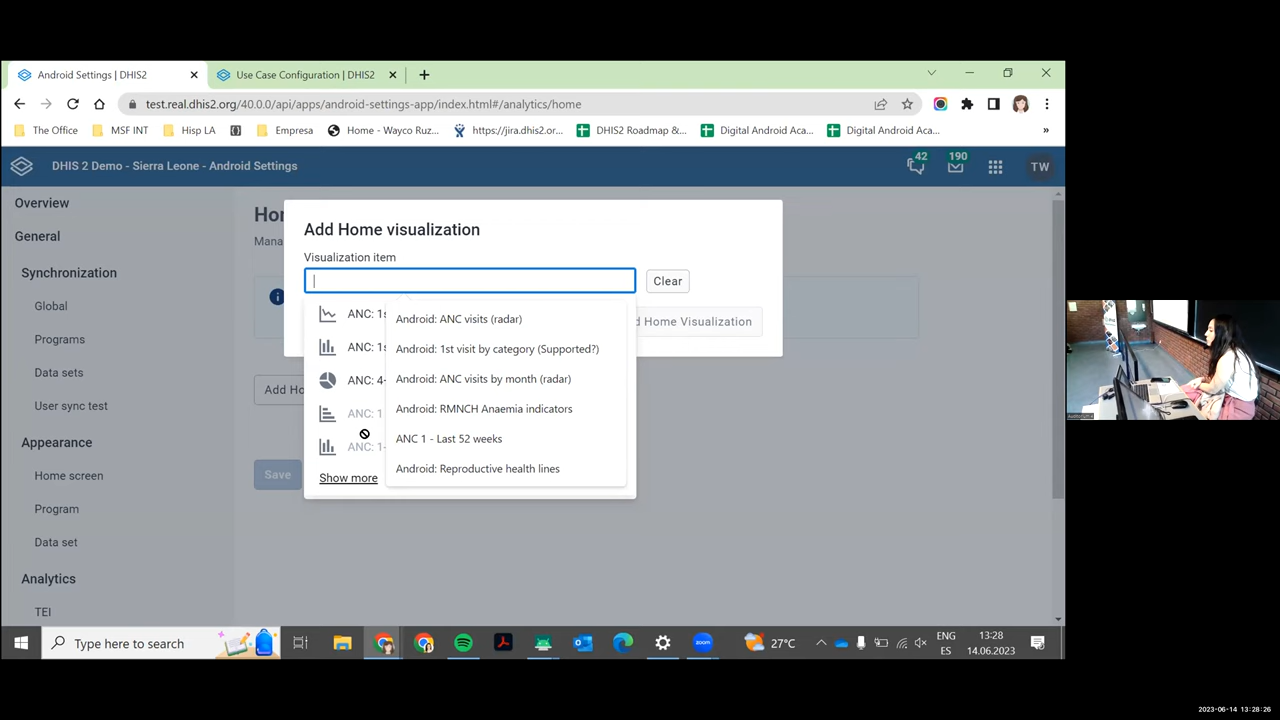 Android Settings | DHIS2
Use Case Configuration | DHIS2
test.real.dhis2.org/40.0.0/api/apps/android-settings-app/index.html#/analytics/home
The Office
MSF INT
Hisp LA
Empresa
Home - Wayco Ruz...
https://jira.dhis2.or...
DHIS2 Roadmap &...
Digital Android Aca...
Digital Android Aca...
DHIS 2 Demo - Sierra Leone - Android Settings
42
190
TW
Overview
General
Synchronization
Global
Programs
Data sets
User sync test
Appearance
Home screen
Program
Data set
Analytics
TEI
Hor
Mana
Add Ho
Save
Add Home visualization
Visualization item
Clear
d Home Visualization
ANC: 1s
ANC: 1s
ANC: 4-
ANC: 1
ANC: 1-
Show more
Android: ANC visits (radar)
Android: 1st visit by category (Supported?)
Android: ANC visits by month (radar)
Android: RMNCH Anaemia indicators
ANC 1 - Last 52 weeks
Android: Reproductive health lines
Type here to search
zoom
27°C
ENG
ES
13:28
14.06.2023
2023-06-14 13:28:26